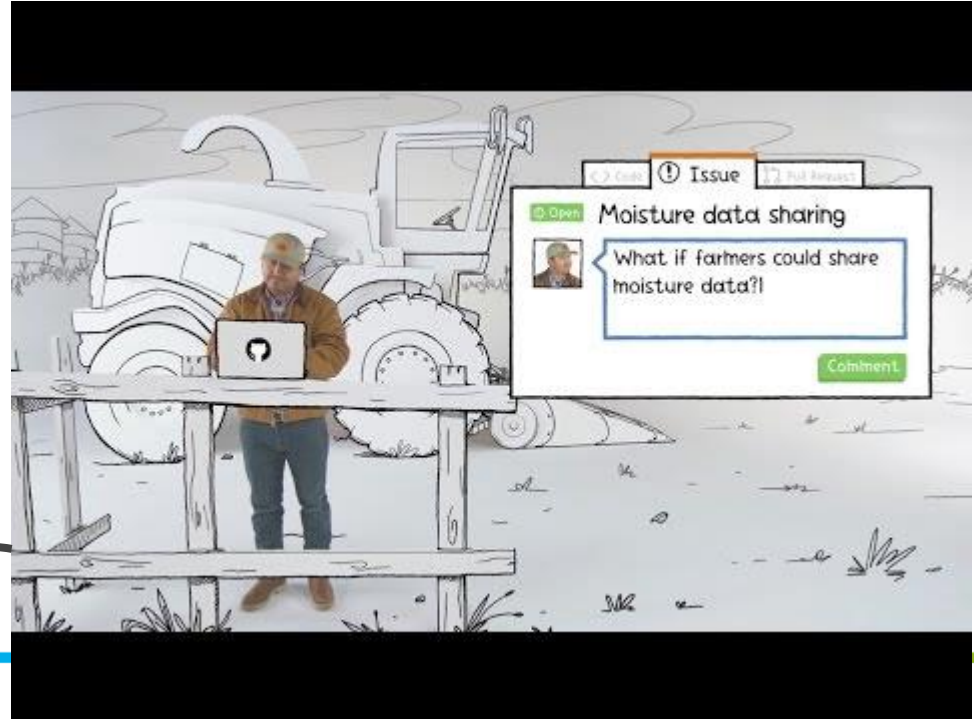 Code
Issue
Pull Request
Open
Moisture data sharing
What if farmers could share
moisture data?
Comment